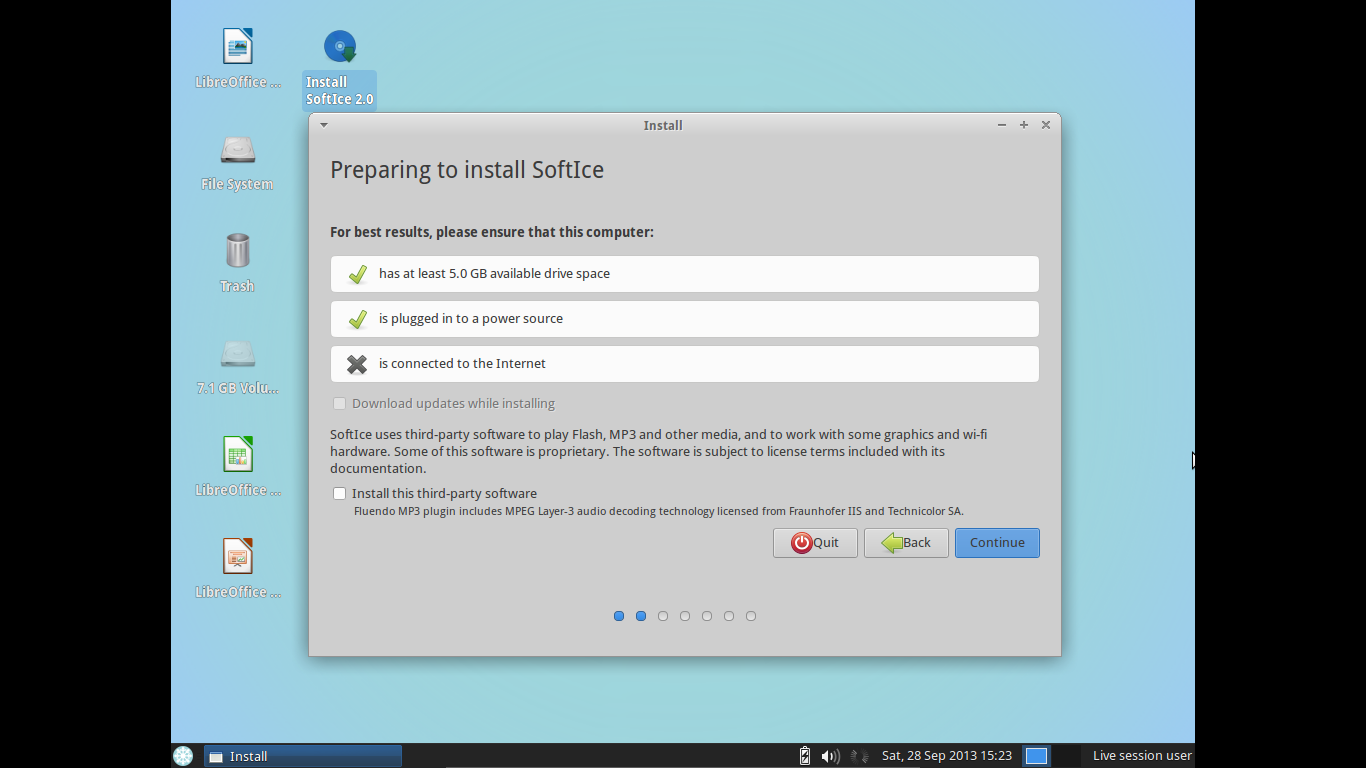 LibreOffice ...
Install
SoftIce 2.0
File System
Trash
7.1 GB Volu...
LibreOffice ...
LibreOffice ...
Install
Preparing to install SoftIce
For best results, please ensure that this computer:
has at least 5.0 GB available drive space
is plugged in to a power source
is connected to the Internet
Download updates while installing
SoftIce uses third-party software to play Flash, MP3 and other media, and to work with some graphics and wi-fi
hardware. Some of this software is proprietary. The software is subject to license terms included with its
documentation.
Install this third-party software
Fluendo MP3 plugin includes MPEG Layer-3 audio decoding technology licensed from Fraunhofer IIS and Technicolor SA.
Quit
Back
Continue
Install
Sat, 28 Sep 2013 15:23
Live session user